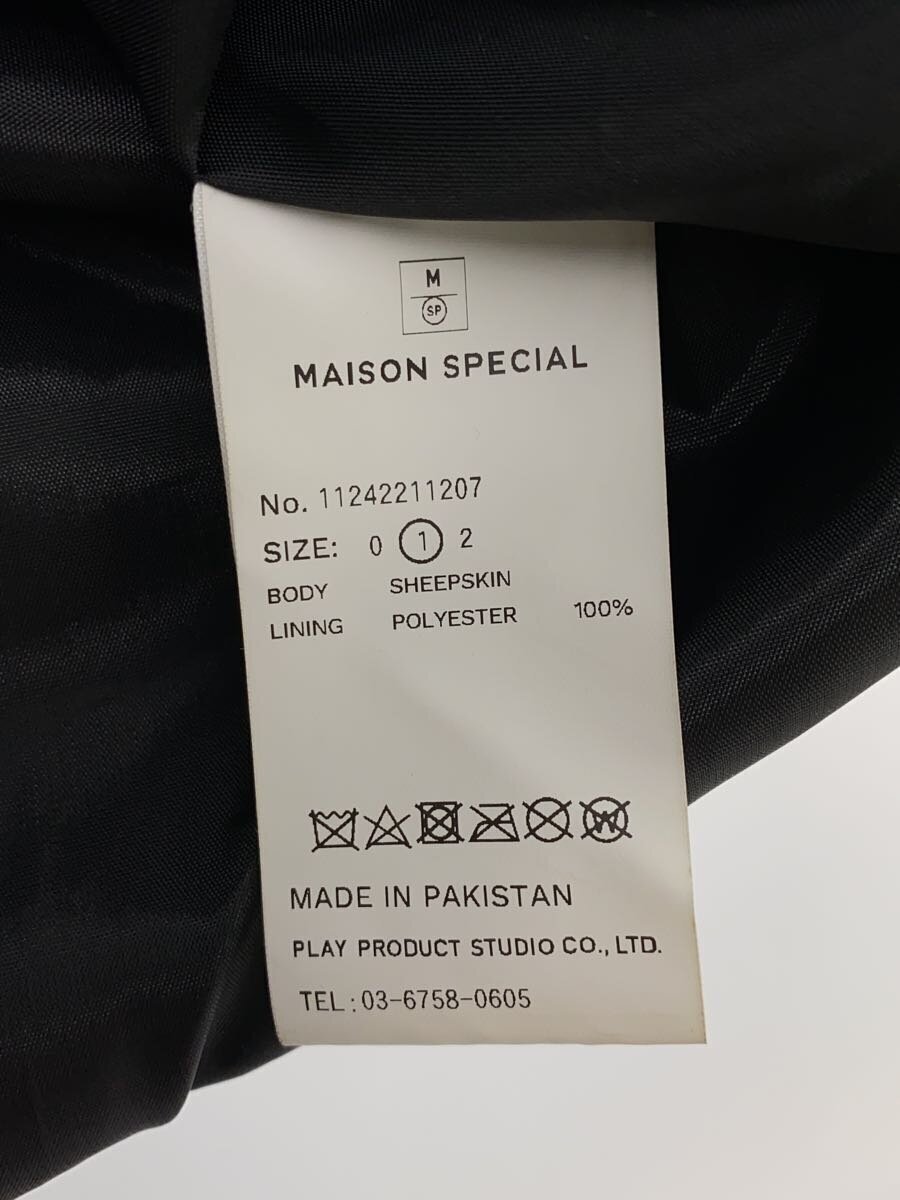 M
SP
MAISON SPECIAL
No. 11242211207
SIZE: 0 1 2
BODY SHEEPSKIN
LINING POLYESTER 100%
W
MADE IN PAKISTAN
PLAY PRODUCT STUDIO CO., LTD.
TEL: 03-6758-0605